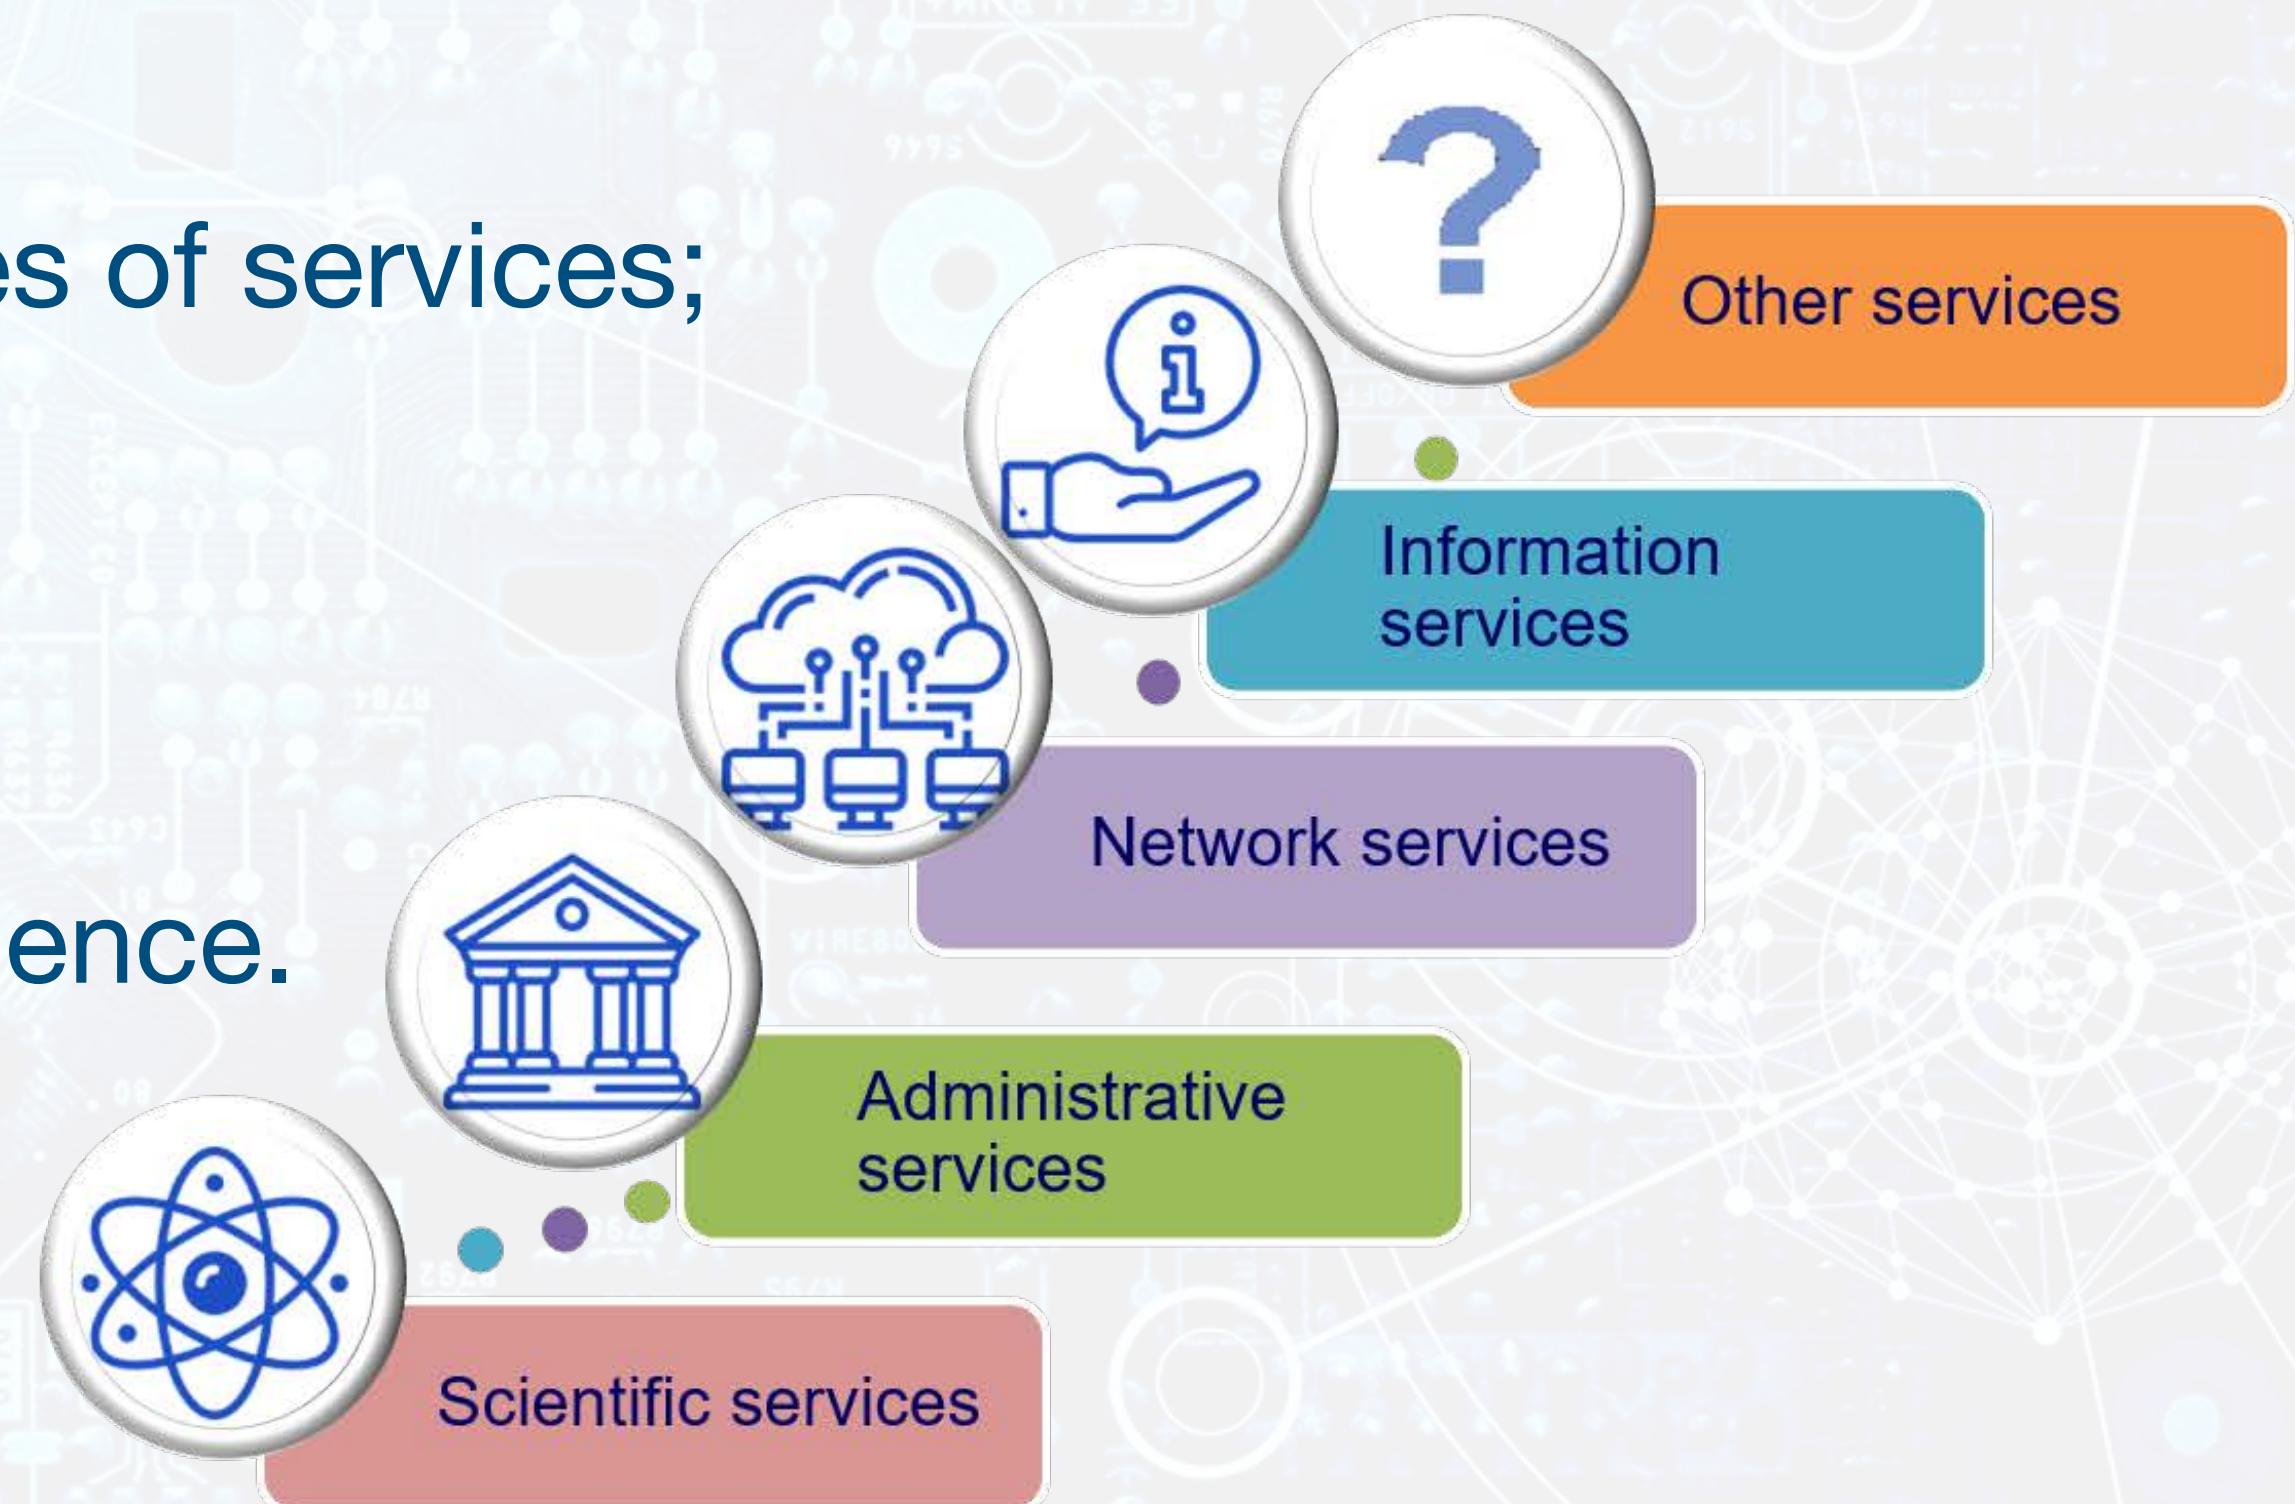 es of services;
Other services
Information
services
Network services
ence.
Administrative
services
Scientific services